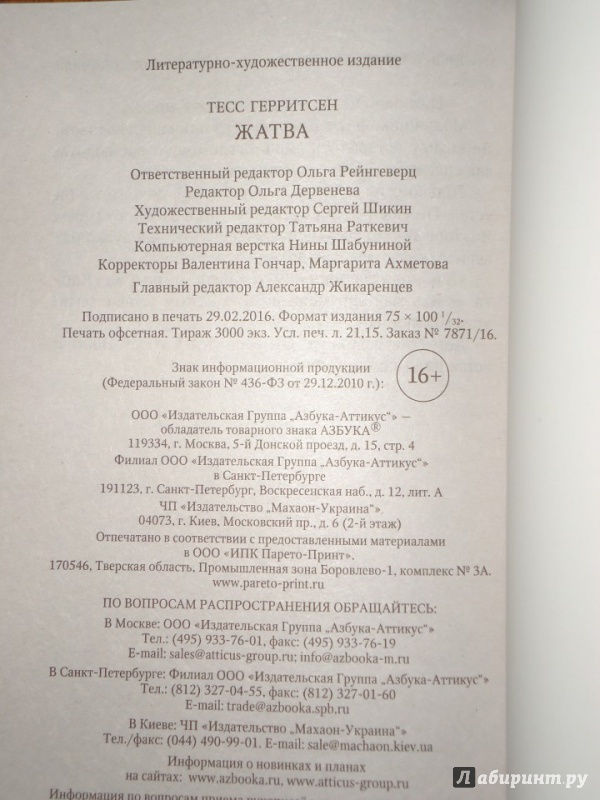 Литературно-художественное издание
ТЕСС ГЕРРИТСЕН
ЖАТВА
Ответственный редактор Ольга Рейнгеверц
Редактор Ольга Дервенева
Художественный редактор Сергей Шикин
Технический редактор Татьяна Раткевич
Компьютерная верстка Нины Шабуниной
Корректоры Валентина Гончар, Маргарита Ахметова
Главный редактор Александр Жикаренцев
Подписано в печать 29.02.2016. Формат издания 75 × 100 1/32.
Печать офсетная. Тираж 3000 экз. Усл. печ. л. 21,15. Заказ № 7871/16.
Знак информационной продукции
(Федеральный закон № 436-ФЗ от 29.12.2010 г.):
16+
ООО «Издательская Группа „Азбука-Аттикус“» —
обладатель товарного знака АЗБУКА®
119334, г. Москва, 5-й Донской проезд, д. 15, стр. 4
Филиал ООО «Издательская Группа „Азбука-Аттикус“»
в Санкт-Петербурге
191123, г. Санкт-Петербург, Воскресенская наб., д. 12, лит. А
ЧП «Издательство „Махаон-Украина“»
04073, г. Киев, Московский пр., д. 6 (2-й этаж)
Отпечатано в соответствии с предоставленными материалами
в ООО «ИПК Парето-Принт».
170546, Тверская область, Промышленная зона Боровлево-1, комплекс № 3А.
www.pareto-print.ru
ПО ВОПРОСАМ РАСПРОСТРАНЕНИЯ ОБРАЩАЙТЕСЬ:
В Москве: ООО «Издательская Группа „Азбука-Аттикус“»
Тел.: (495) 933-76-01, факс: (495) 933-76-19
E-mail: sales@atticus-group.ru; info@azbooka-m.ru
В Санкт-Петербурге: Филиал ООО «Издательская Группа „Азбука-Аттикус“»
Тел.: (812) 327-04-55, факс: (812) 327-01-60
E-mail: trade@azbooka.spb.ru
В Киеве: ЧП «Издательство „Махаон-Украина“»
Тел./факс: (044) 490-99-01. E-mail: sale@machaon.kiev.ua
Информация о новинках и планах
на сайтах: www.azbooka.ru, www.atticus-group.ru
Информация по вопросам приема рукописей
Лабиринт.ру